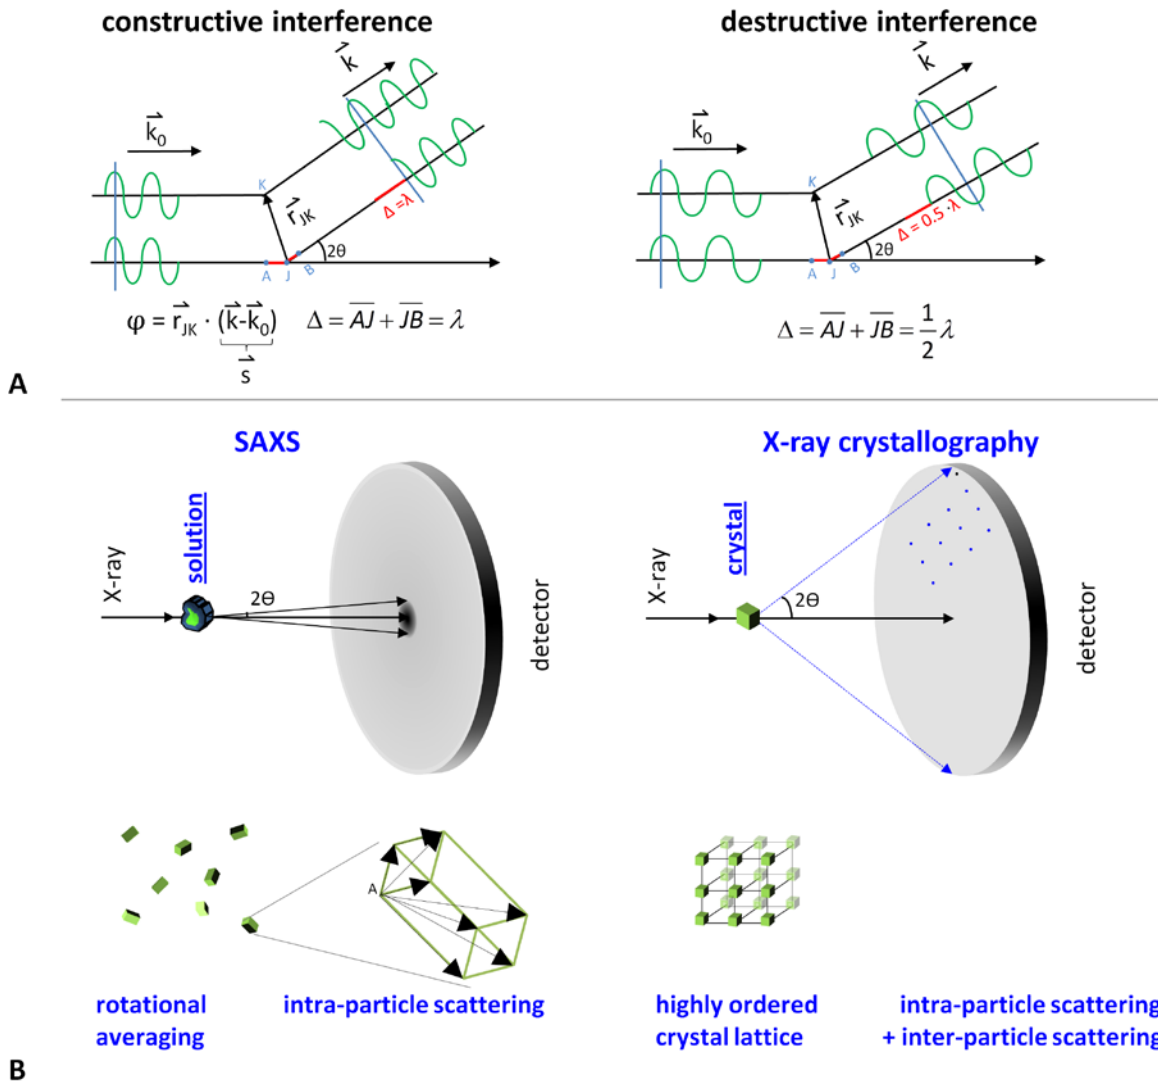 constructive interference
destructive interference
k
k
k₀
k₀
K
K
r_JK
r_JK
Δ =λ
Δ = 0.5 ·λ
2θ
2θ
A J B
A J B
φ = r_JK · (k-k₀)
s
Δ = AJ + JB = λ
Δ = AJ + JB = 1/2 λ
A
SAXS
X-ray crystallography
solution
crystal
X-ray
X-ray
2Θ
2Θ
detector
detector
A
rotational
averaging
intra-particle scattering
highly ordered
crystal lattice
intra-particle scattering
+ inter-particle scattering
B